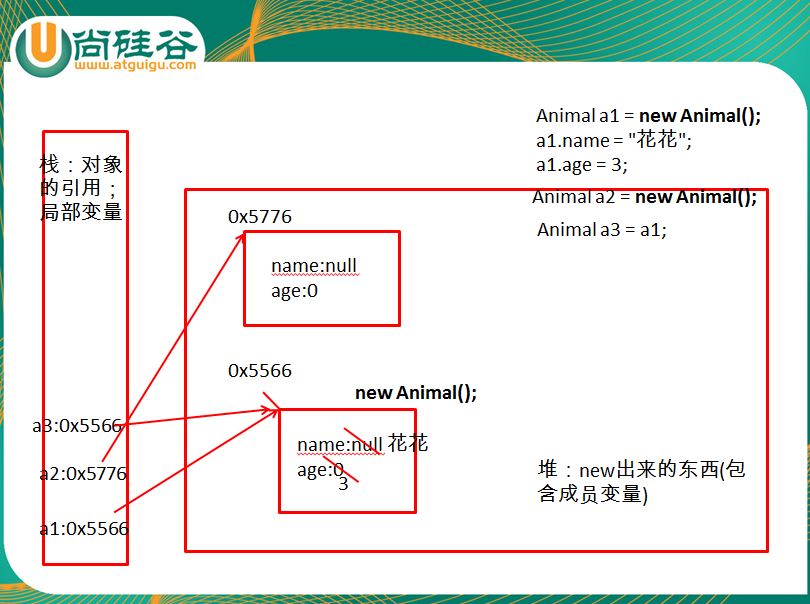 尚硅谷
www.atguigu.com
Animal a1 = new Animal();
a1.name = "花花";
a1.age = 3;
Animal a2 = new Animal();
Animal a3 = a1;
栈：对象
的引用；
局部变量
0x5776
name:null
age:0
0x5566
new Animal();
name:null 花花
age:0
3
a3:0x5566
a2:0x5776
a1:0x5566
堆：new出来的东西(包
含成员变量)